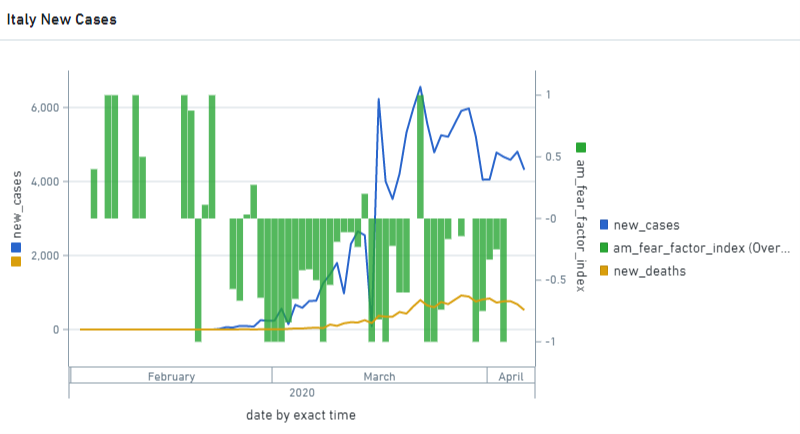 Italy New Cases
6,000
4,000
2,000
0
new_cases
1
0.5
-0
-0.5
-1
am_fear_factor_index
new_cases
am_fear_factor_index (Over...
new_deaths
February
March
April
2020
date by exact time